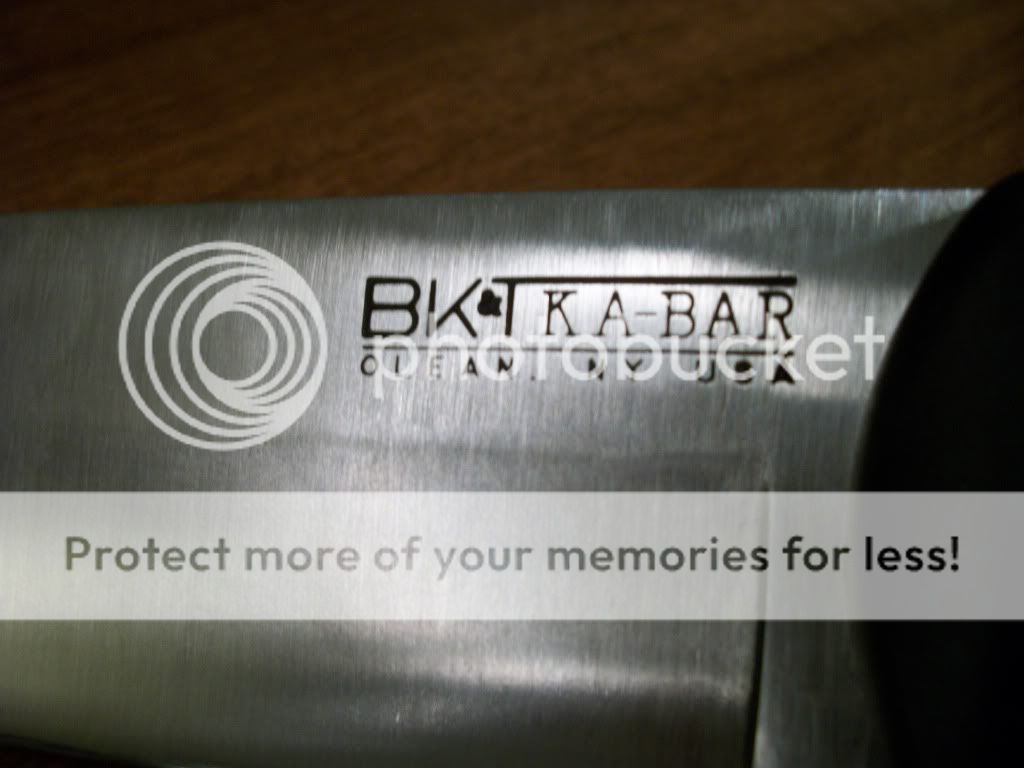 BK&T KA-BAR
OLEAN, NY USA
photobucket
Protect more of your memories for less!